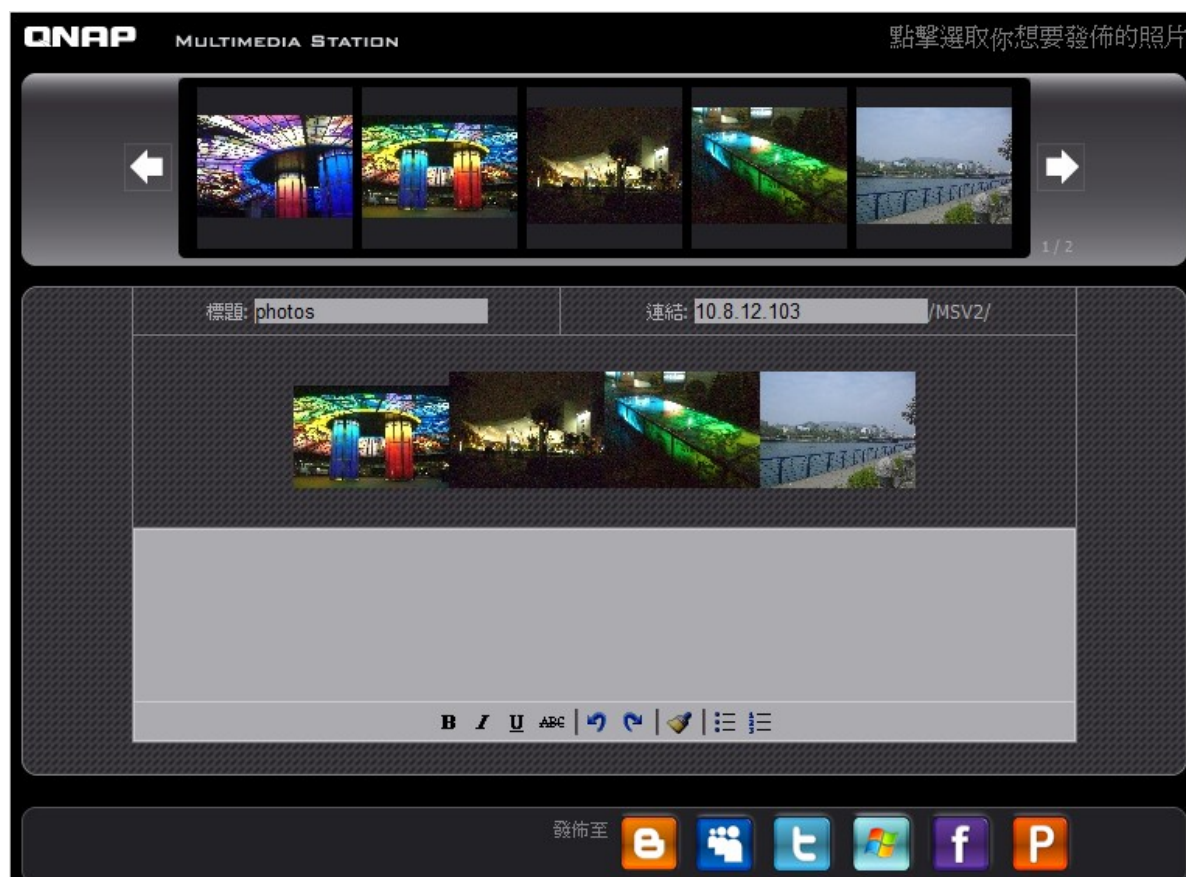 QNAP MULTIMEDIA STATION 點擊選取你想要發佈的照片
1 / 2
標題: photos 連結: 10.8.12.103 /MSV2/
B I U ABC
發佈至